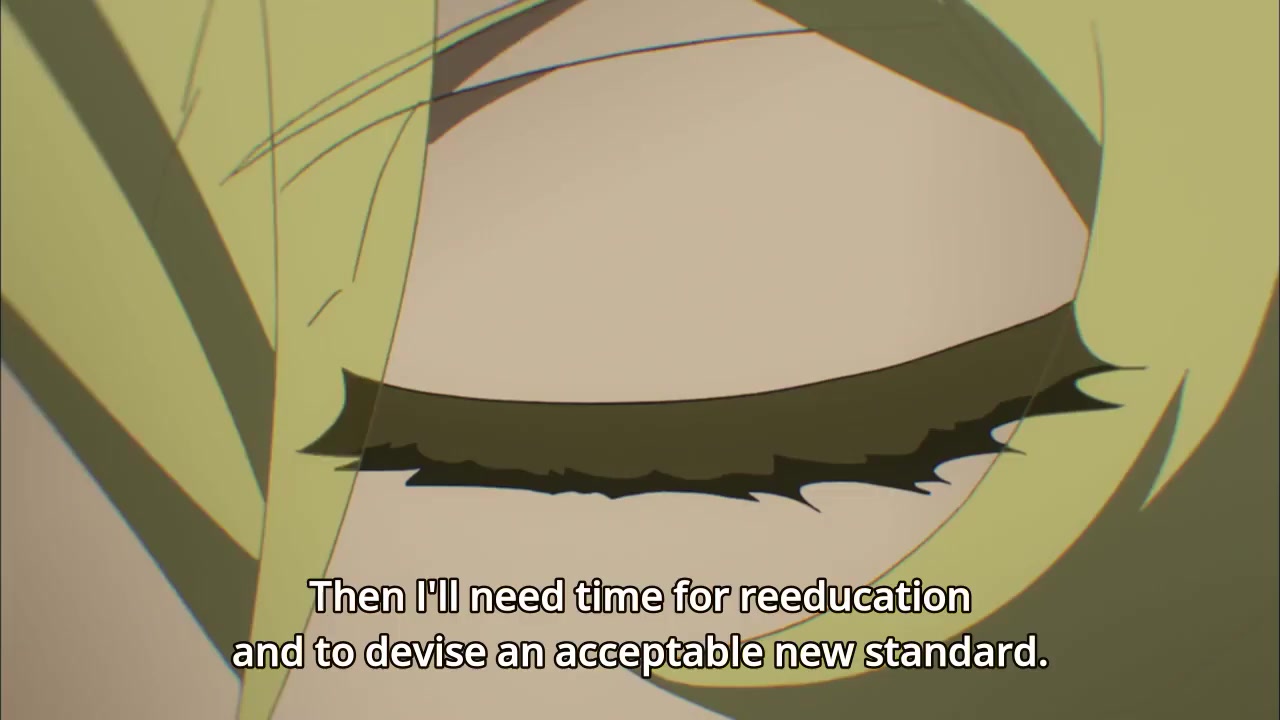 Then I'll need time for reeducation
and to devise an acceptable new standard.